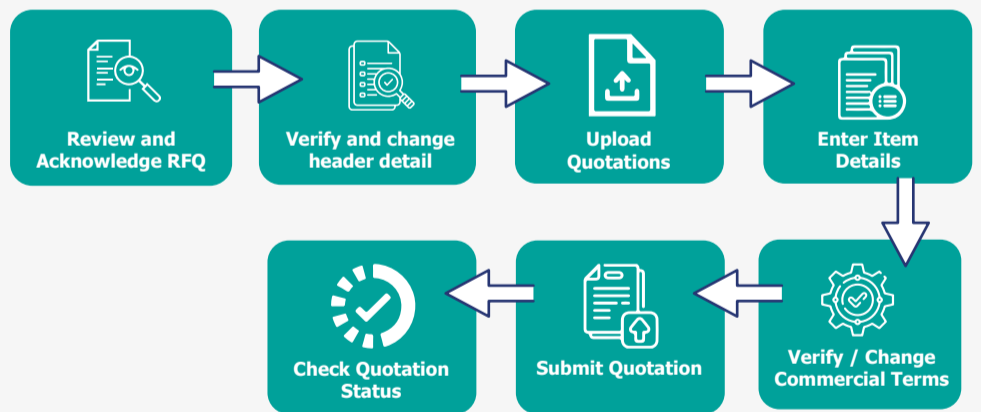 Review and
Acknowledge RFQ
Verify and change
header detail
Upload
Quotations
Enter Item
Details
Verify / Change
Commercial Terms
Submit Quotation
Check Quotation
Status